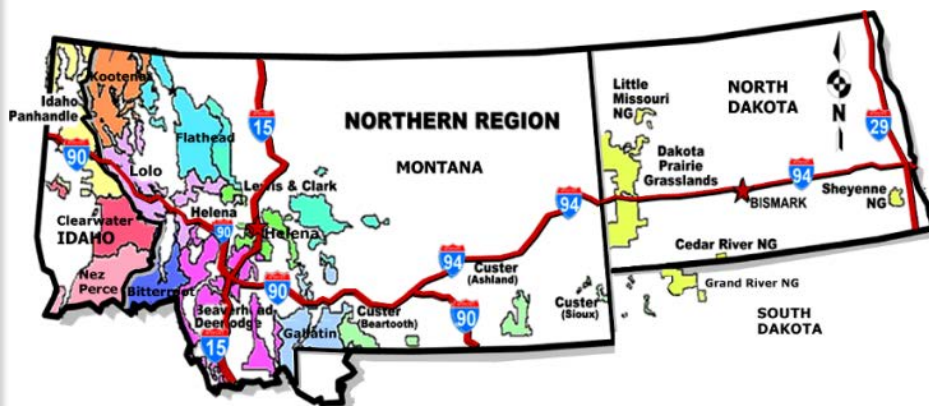 Kootenai
Idaho
Panhandle
90
Flathead
15
NORTHERN REGION
MONTANA
Lolo
Lewis & Clark
Helena
90
Helena
Clearwater
IDAHO
Nez
Perce
Bitterroot
Beaverhead
Deerlodge
15
90
Gallatin
Custer
(Beartooth)
94
Custer
(Ashland)
90
94
Custer
(Sioux)
Little
Missouri
NG
NORTH
DAKOTA
N
29
Dakota
Prairie
Grasslands
94
BISMARK
Sheyenne
NG
Cedar River NG
Grand River NG
SOUTH
DAKOTA